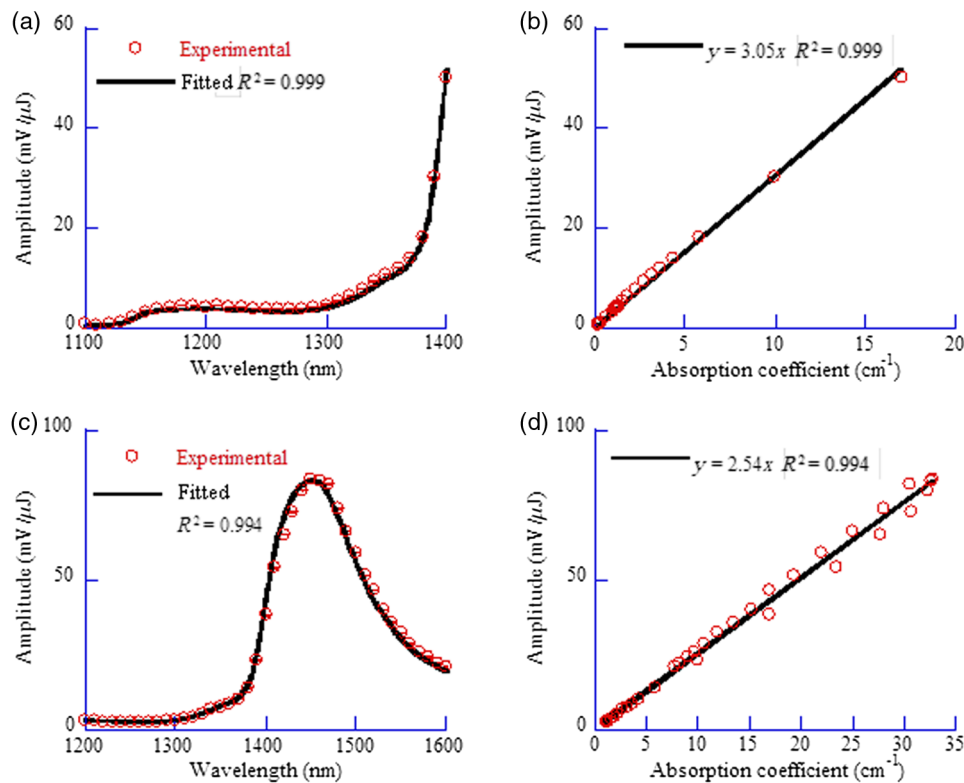 (a)
60
40
20
0
Amplitude (mV/μJ)
Experimental
Fitted R² = 0.999
1100
1200
1300
1400
Wavelength (nm)
(b)
60
40
20
0
Amplitude (mV/μJ)
y = 3.05x R² = 0.999
0
5
10
15
20
Absorption coefficient (cm⁻¹)
(c)
100
50
0
Amplitude (mV/μJ)
Experimental
Fitted
R² = 0.994
1200
1300
1400
1500
1600
Wavelength (nm)
(d)
100
50
0
Amplitude (mV/μJ)
y = 2.54x R² = 0.994
0
5
10
15
20
25
30
35
Absorption coefficient (cm⁻¹)